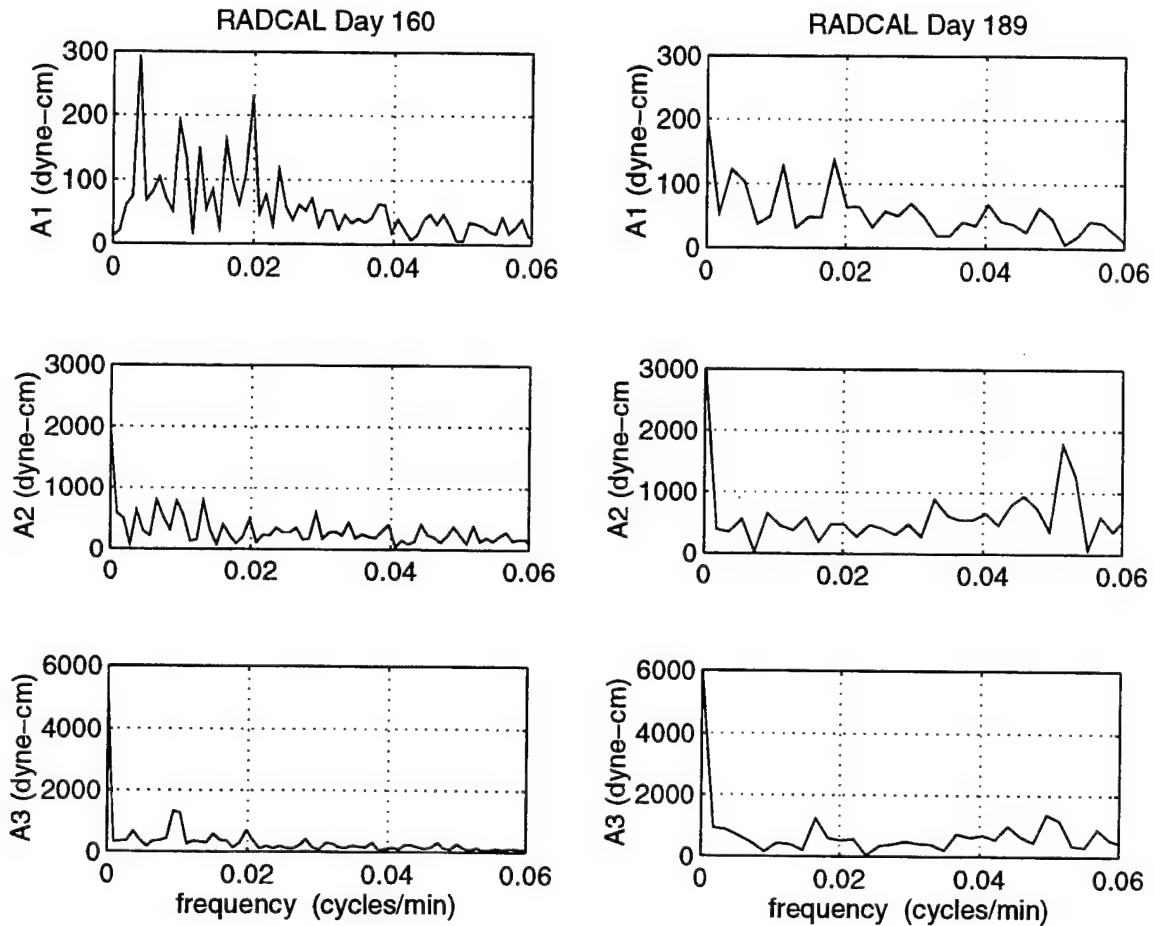 RADCAL Day 160
A1 (dyne-cm)
300
200
100
0
0 0.02 0.04 0.06
A2 (dyne-cm)
3000
2000
1000
0
0 0.02 0.04 0.06
A3 (dyne-cm)
6000
4000
2000
0
0 0.02 0.04 0.06
frequency (cycles/min)
RADCAL Day 189
A1 (dyne-cm)
300
200
100
0
0 0.02 0.04 0.06
A2 (dyne-cm
3000
2000
1000
0
0 0.02 0.04 0.06
A3 (dyne-cm)
6000
4000
2000
0
0 0.02 0.04 0.06
frequency (cycles/min)